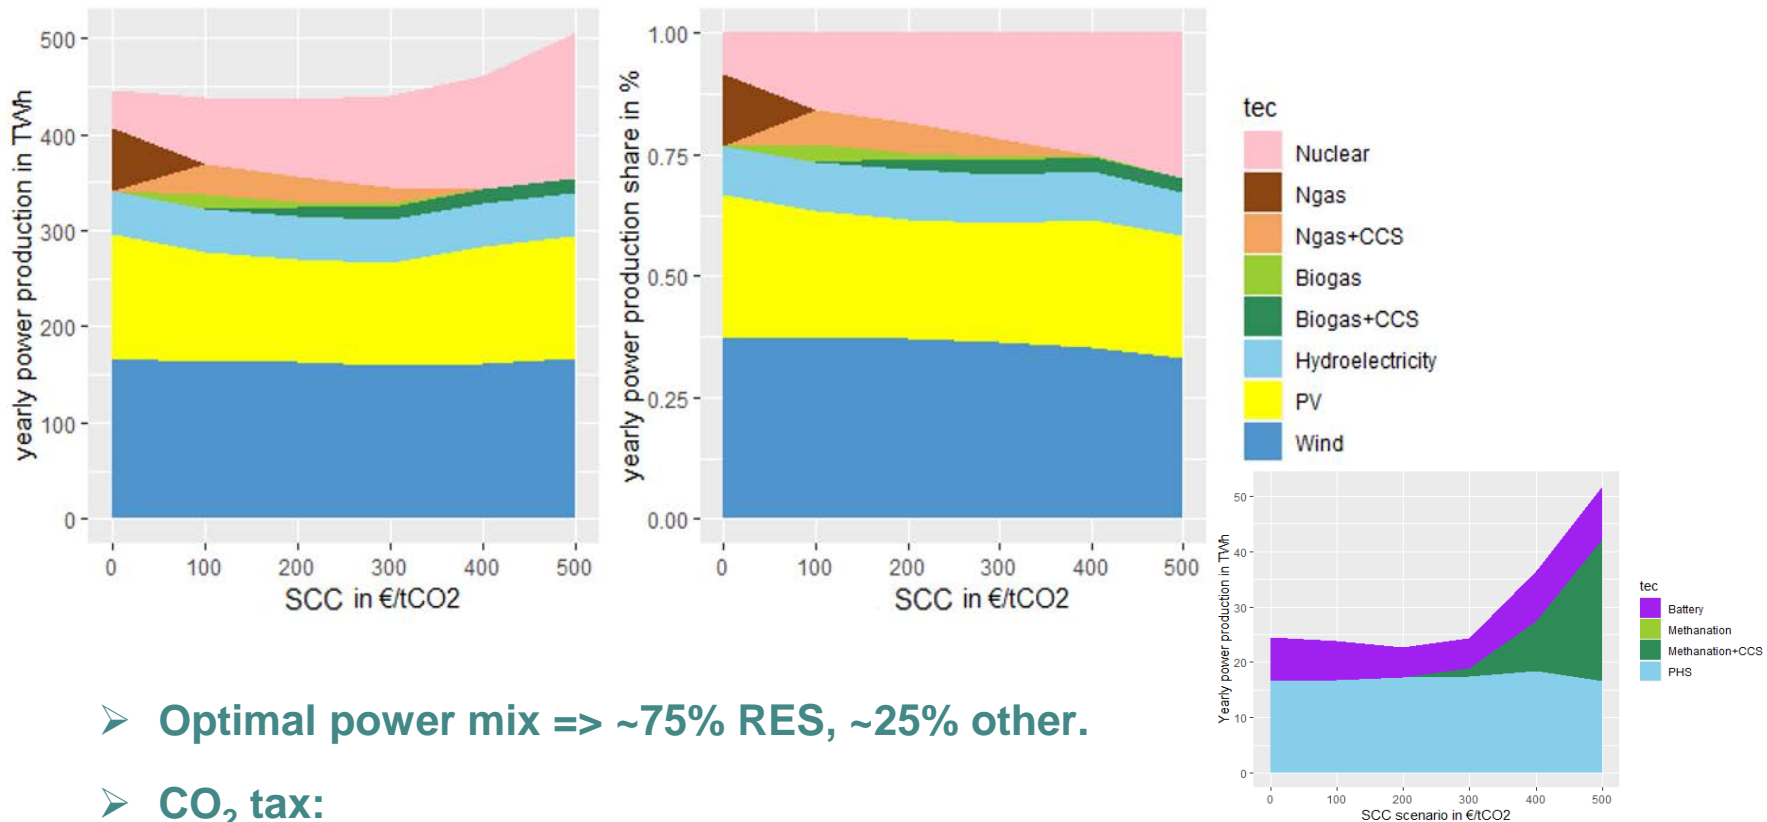 yearly power production in TWh
500
400
300
200
100
0
0 100 200 300 400 500
SCC in €/tCO2
yearly power production share in %
1.00
0.75
0.50
0.25
0.00
0 100 200 300 400 500
SCC in €/tCO2
tec
Nuclear
Ngas
Ngas+CCS
Biogas
Biogas+CCS
Hydroelectricity
PV
Wind
Yearly power production in TWh
50
40
30
20
10
0
0 100 200 300 400 500
SCC scenario in €/tCO2
tec
Battery
Methanation
Methanation+CCS
PHS
➢ Optimal power mix => ~75% RES, ~25% other.
➢ CO₂ tax: